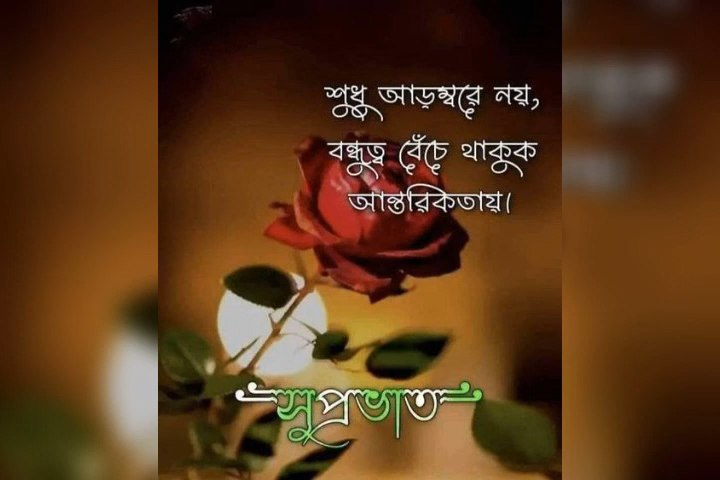 শুধু আড়ম্বরে নয়,
বন্ধুত্ব বেঁচে থাকুক
আন্তরিকতায়।
সুপ্রভাত